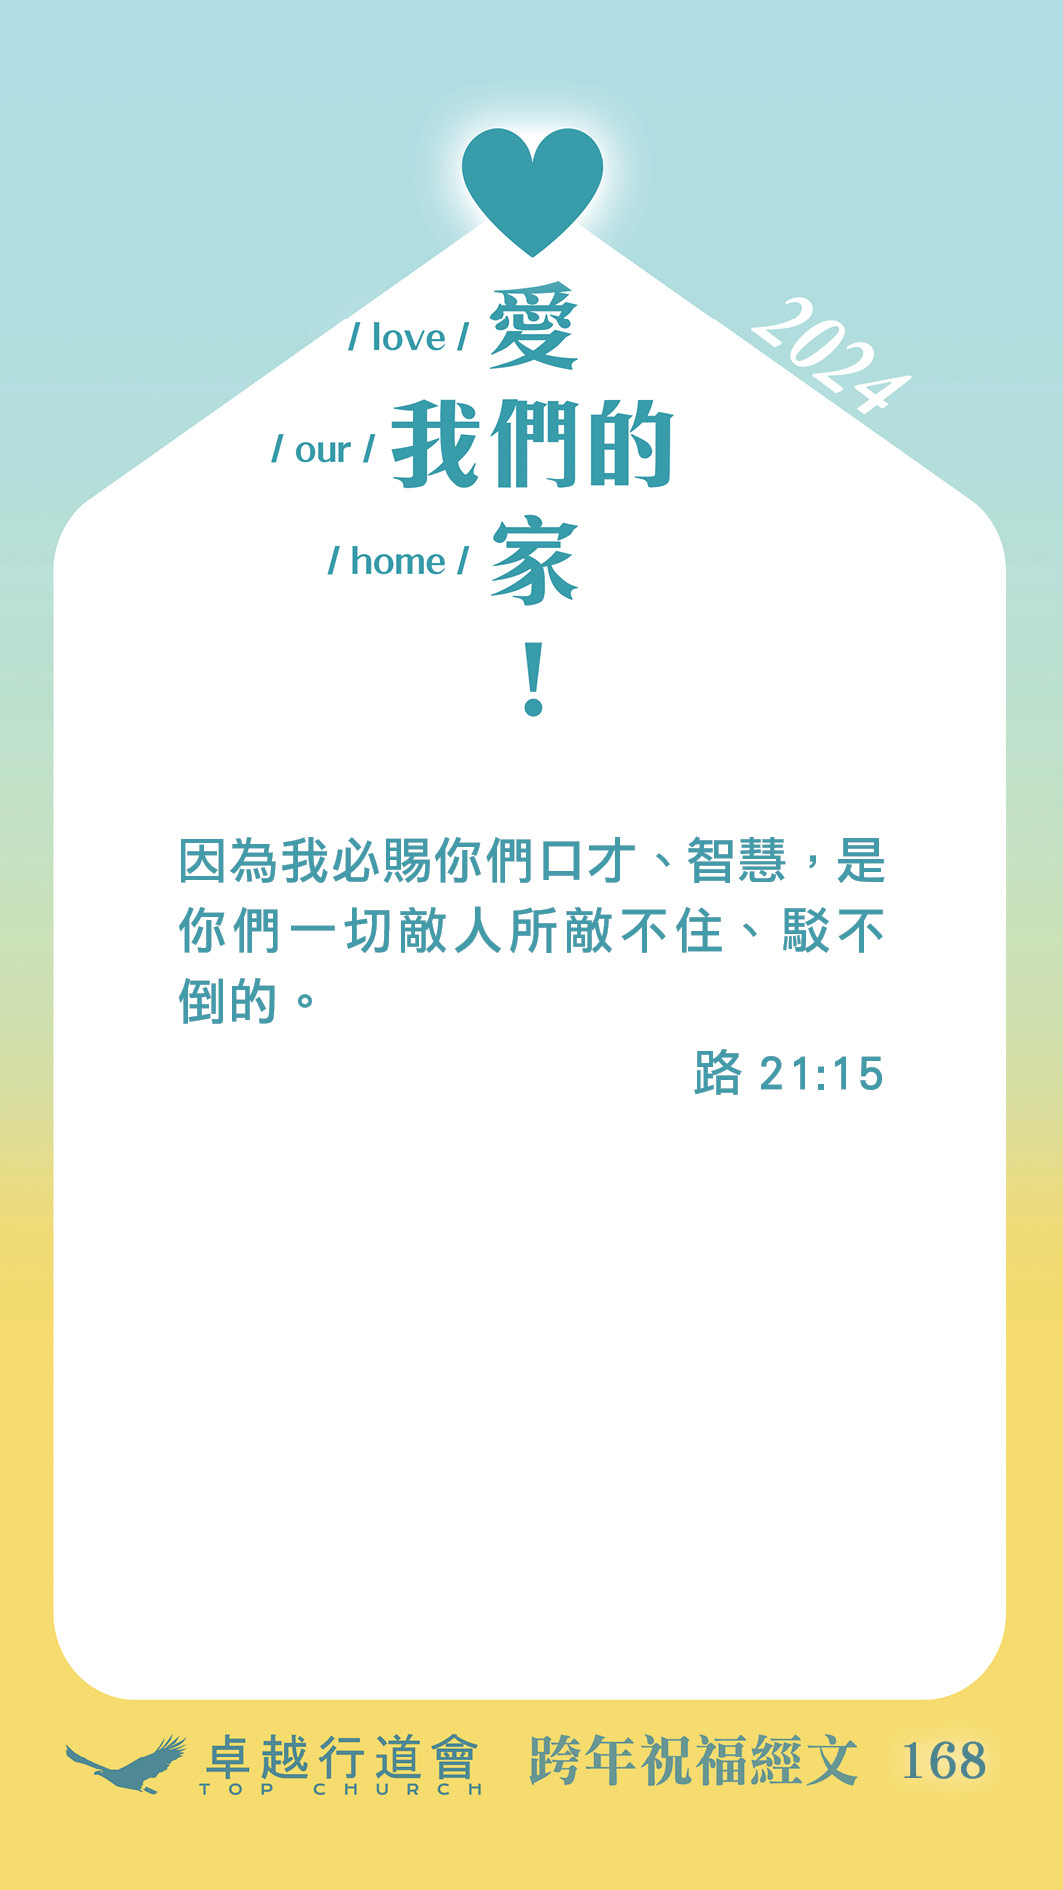 / love / 愛
2024
/ our / 我們的
/ home / 家
!
因為我必賜你們口才、智慧，是
你們一切敵人所敵不住、駁不
倒的。
路 21:15
卓越行道會
TOP CHURCH
跨年祝福經文 168